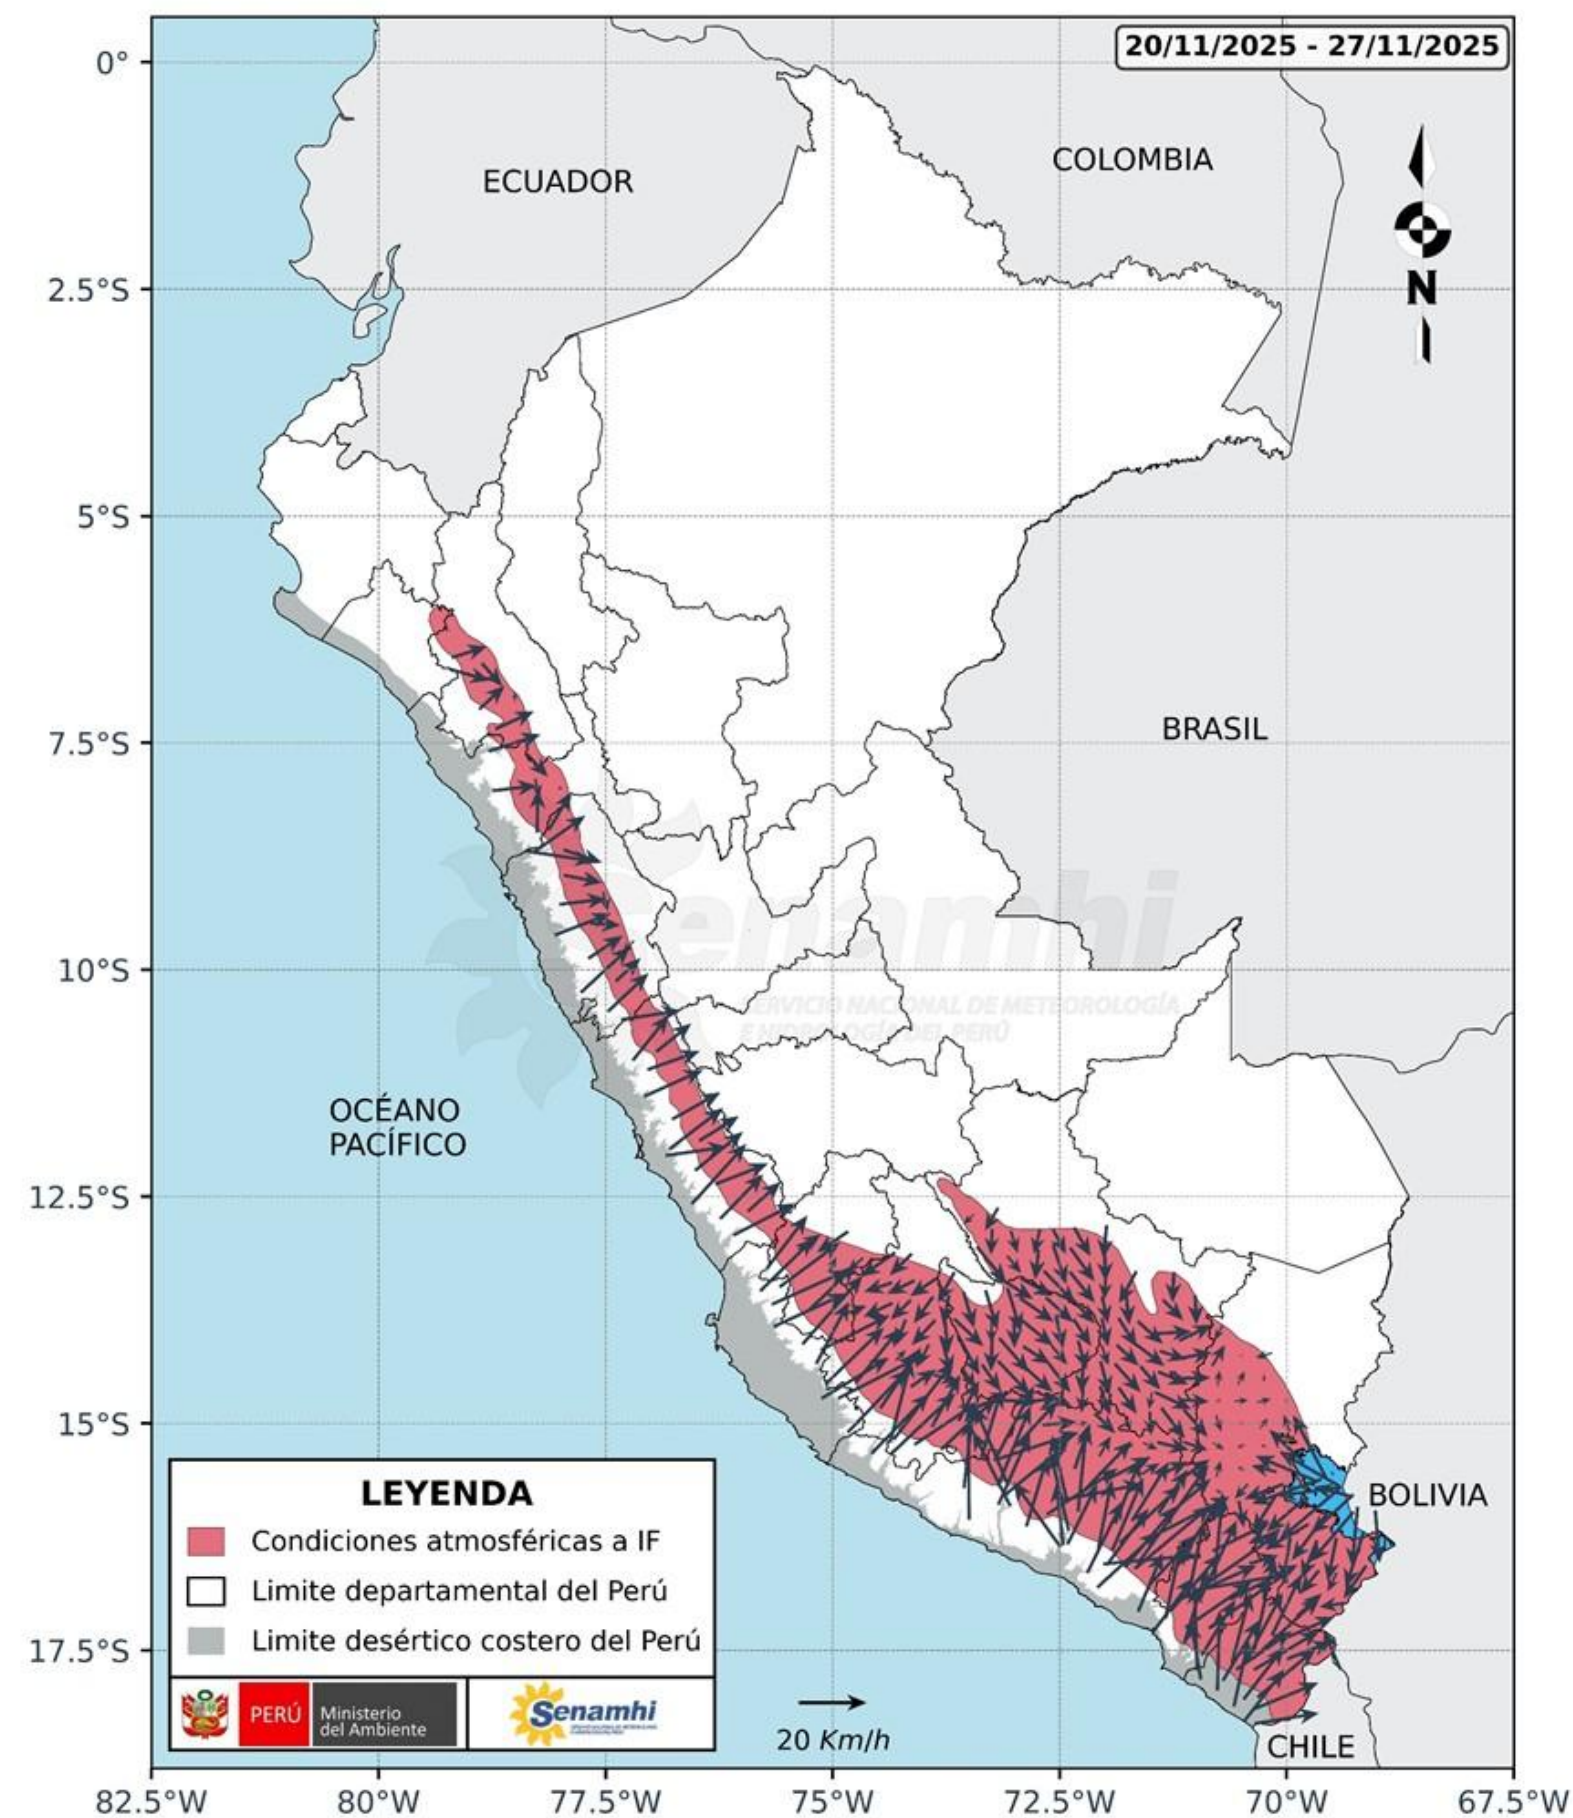 20/11/2025 - 27/11/2025
0°
2.5°S
5°S
7.5°S
10°S
12.5°S
15°S
17.5°S
ECUADOR
COLOMBIA
N
BRASIL
enamhi
SERVICIO NACIONAL DE METEOROLOGÍA
E HIDROLOGÍA DEL PERÚ
OCÉANO
PACÍFICO
BOLIVIA
CHILE
LEYENDA
Condiciones atmosféricas a IF
Limite departamental del Perú
Limite desértico costero del Perú
PERÚ
Ministerio
del Ambiente
Senamhi
20 Km/h
82.5°W
80°W
77.5°W
75°W
72.5°W
70°W
67.5°W